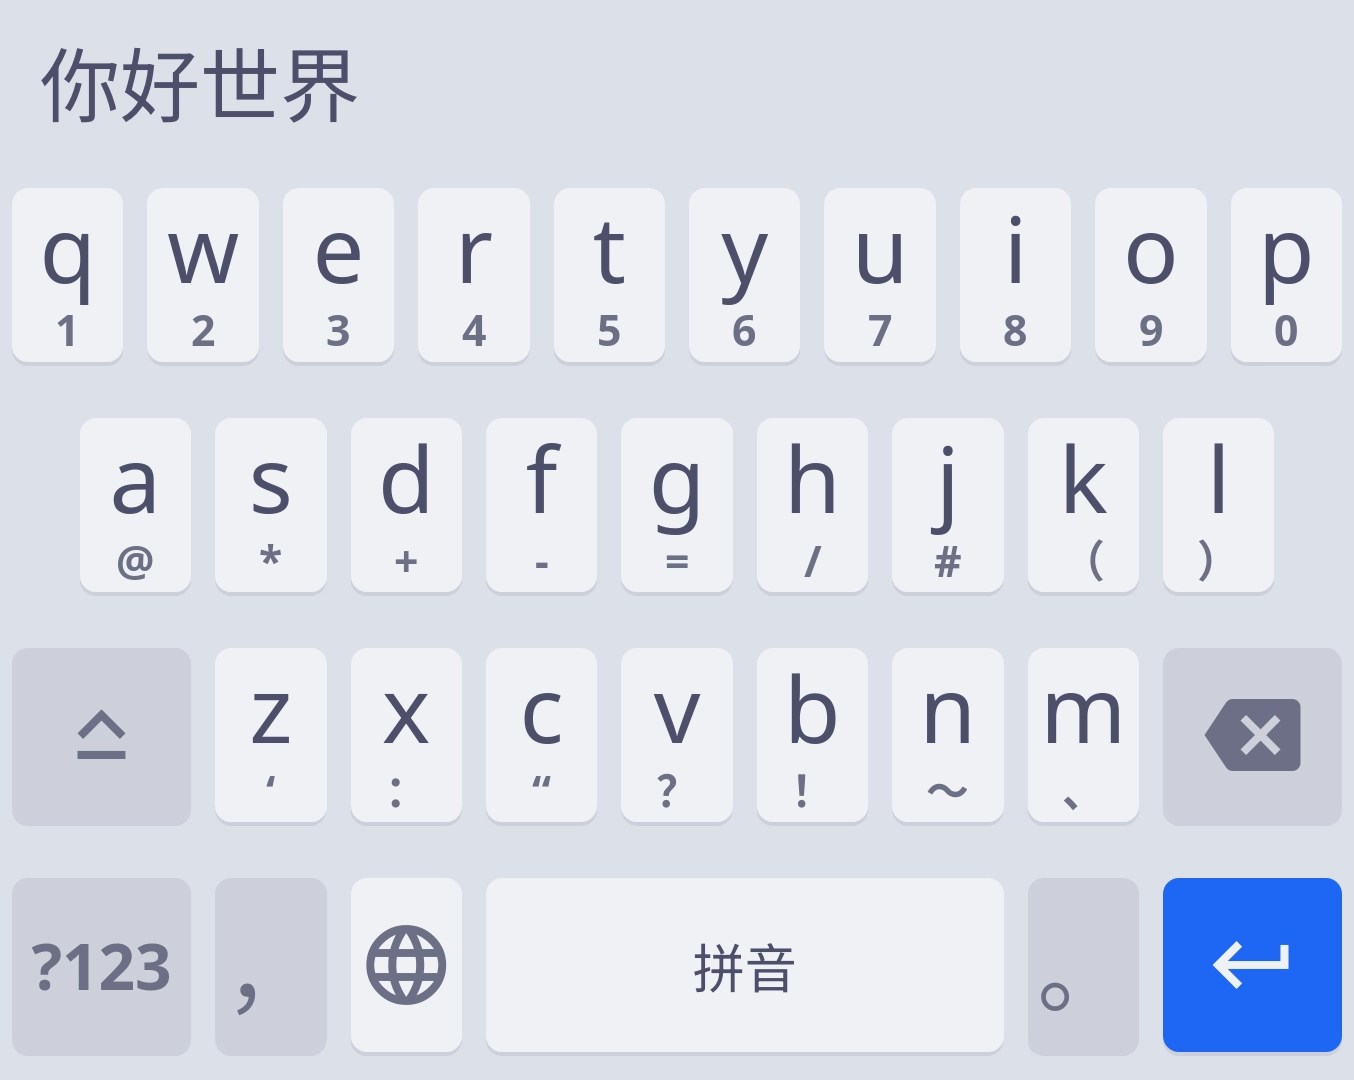 你好世界
q w e r t y u i o p
1 2 3 4 5 6 7 8 9 0
a s d f g h j k l
@ * + - = / # （ ）
z x c v b n m
‘ ： “ ？ ！ ～ 、
?123 ， 拼音 。